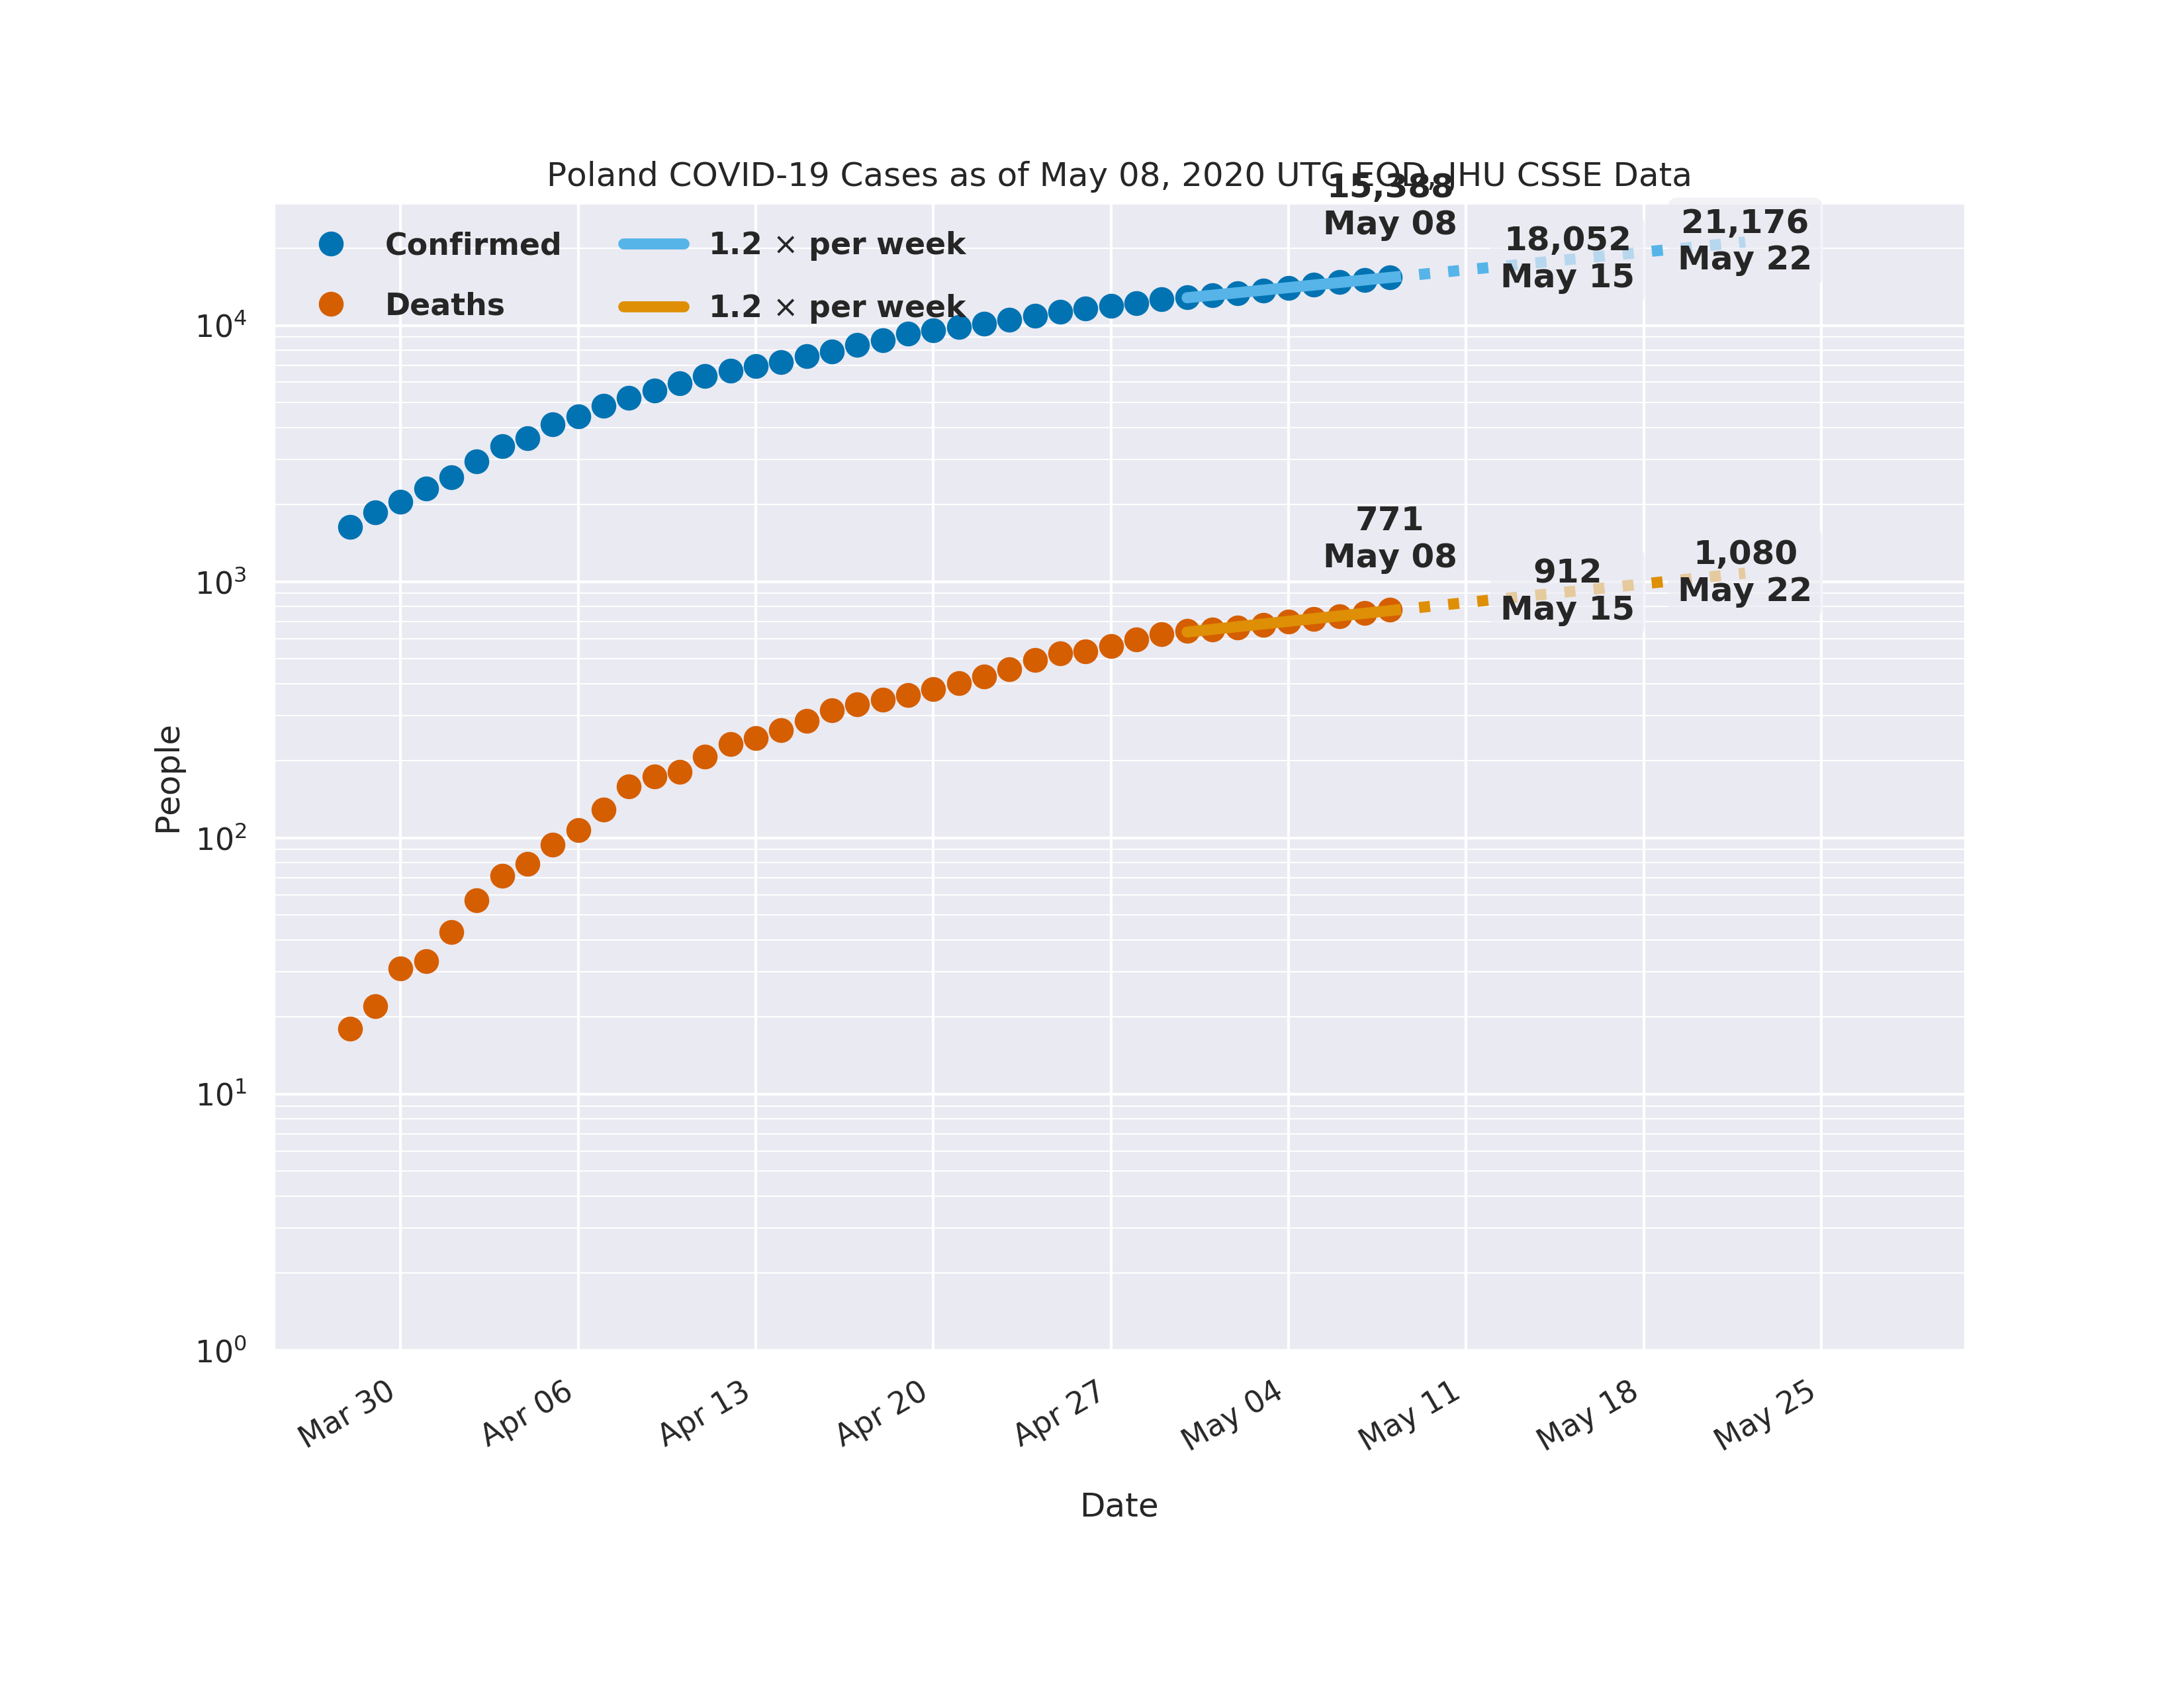 Poland COVID-19 Cases as of May 08, 2020 UTC EOD, JHU CSSE Data
15,388
May 08
18,052
May 15
21,176
May 22
Confirmed
Deaths
1.2 × per week
1.2 × per week
771
May 08
912
May 15
1,080
May 22
People
10⁴
10³
10²
10¹
10⁰
Mar 30
Apr 06
Apr 13
Apr 20
Apr 27
May 04
May 11
May 18
May 25
Date